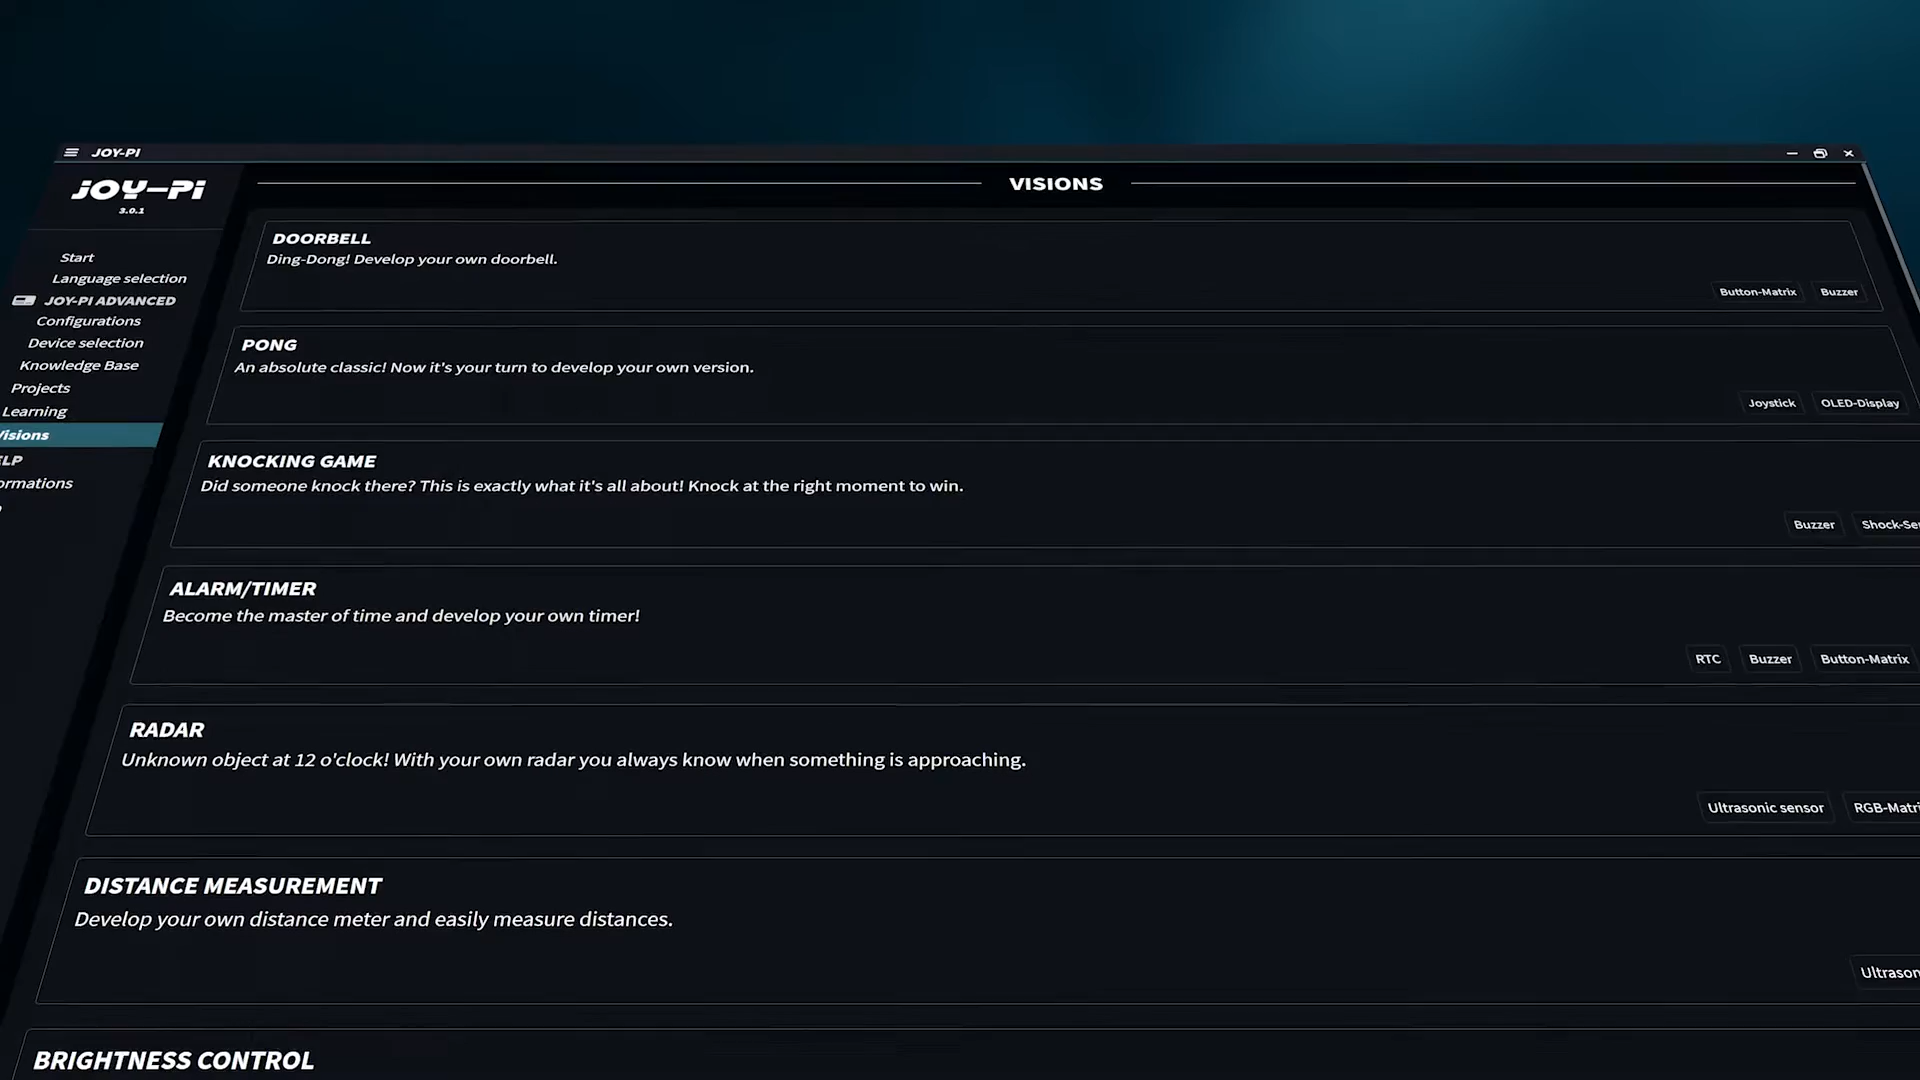 JOY-PI
JOY-PI
3.0.1
Start
Language selection
JOY-PI ADVANCED
Configurations
Device selection
Knowledge Base
Projects
Learning
Visions
VISIONS
DOORBELL
Ding-Dong! Develop your own doorbell.
Button-Matrix Buzzer
PONG
An absolute classic! Now it's your turn to develop your own version.
Joystick OLED-Display
KNOCKING GAME
Did someone knock there? This is exactly what it's all about! Knock at the right moment to win.
Buzzer Shock-Se
ALARM/TIMER
Become the master of time and develop your own timer!
RTC Buzzer Button-Matrix
RADAR
Unknown object at 12 o'clock! With your own radar you always know when something is approaching.
Ultrasonic sensor RGB-Matri
DISTANCE MEASUREMENT
Develop your own distance meter and easily measure distances.
Ultrason
BRIGHTNESS CONTROL